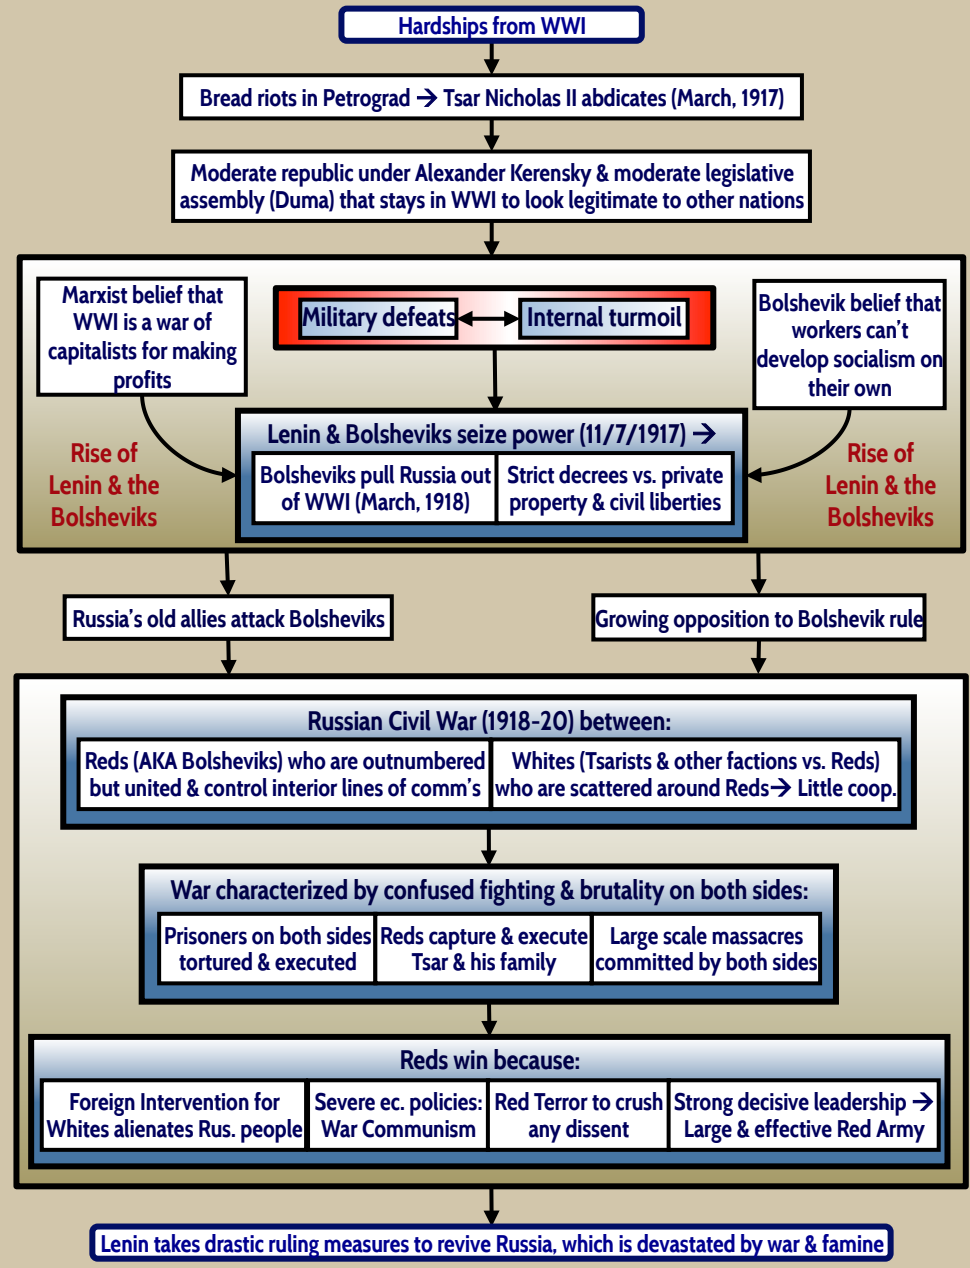 Hardships from WWI
Bread riots in Petrograd → Tsar Nicholas II abdicates (March, 1917)
Moderate republic under Alexander Kerensky & moderate legislative
assembly (Duma) that stays in WWI to look legitimate to other nations
Marxist belief that
WWI is a war of
capitalists for making
profits
Military defeats
Internal turmoil
Bolshevik belief that
workers can't
develop socialism on
their own
Rise of
Lenin & the
Bolsheviks
Lenin & Bolsheviks seize power (11/7/1917) →
Bolsheviks pull Russia out
of WWI (March, 1918)
Strict decrees vs. private
property & civil liberties
Rise of
Lenin & the
Bolsheviks
Russia's old allies attack Bolsheviks
Growing opposition to Bolshevik rule
Russian Civil War (1918-20) between:
Reds (AKA Bolsheviks) who are outnumbered
but united & control interior lines of comm's
Whites (Tsarists & other factions vs. Reds)
who are scattered around Reds→ Little coop.
War characterized by confused fighting & brutality on both sides:
Prisoners on both sides
tortured & executed
Reds capture & execute
Tsar & his family
Large scale massacres
committed by both sides
Reds win because:
Foreign Intervention for
Whites alienates Rus. people
Severe ec. policies:
War Communism
Red Terror to crush
any dissent
Strong decisive leadership →
Large & effective Red Army
Lenin takes drastic ruling measures to revive Russia, which is devastated by war & famine